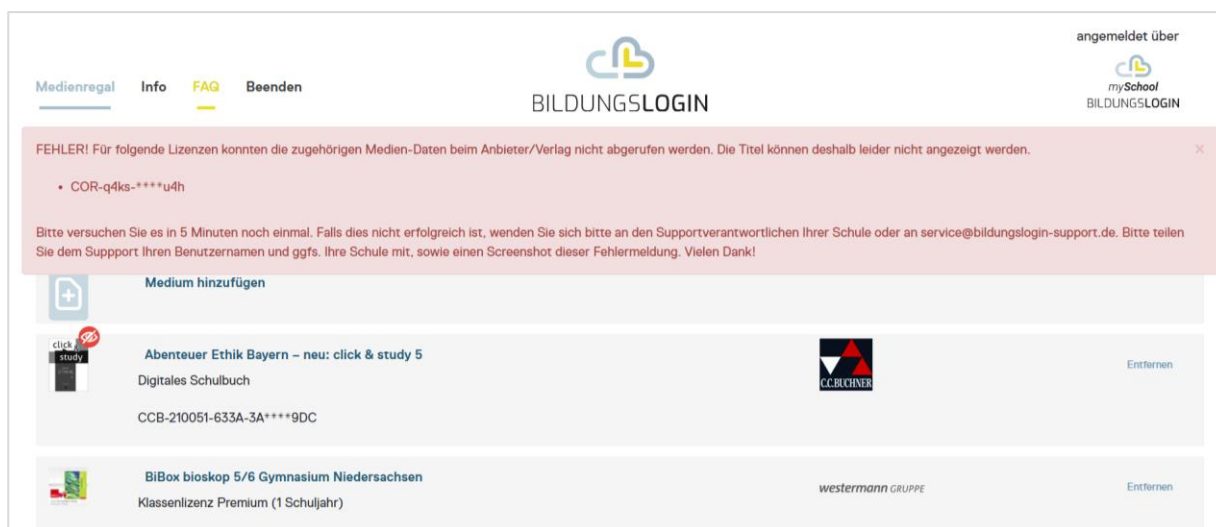 angemeldet über
Medienregal Info FAQ Beenden
BILDUNGSLOGIN
mySchool
BILDUNGSLOGIN
FEHLER! Für folgende Lizenzen konnten die zugehörigen Medien-Daten beim Anbieter/Verlag nicht abgerufen werden. Die Titel können deshalb leider nicht angezeigt werden. ×
• COR-q4ks-****u4h
Bitte versuchen Sie es in 5 Minuten noch einmal. Falls dies nicht erfolgreich ist, wenden Sie sich bitte an den Supportverantwortlichen Ihrer Schule oder an service@bildungslogin-support.de. Bitte teilen
Sie dem Suppport Ihren Benutzernamen und ggfs. Ihre Schule mit, sowie einen Screenshot dieser Fehlermeldung. Vielen Dank!
Medium hinzufügen
click &
study
Abenteuer Ethik Bayern – neu: click & study 5
Digitales Schulbuch
CCB-210051-633A-3A****9DC
C.C.BUCHNER
Entfernen
BiBox bioskop 5/6 Gymnasium Niedersachsen
Klassenlizenz Premium (1 Schuljahr)
westermann GRUPPE
Entfernen